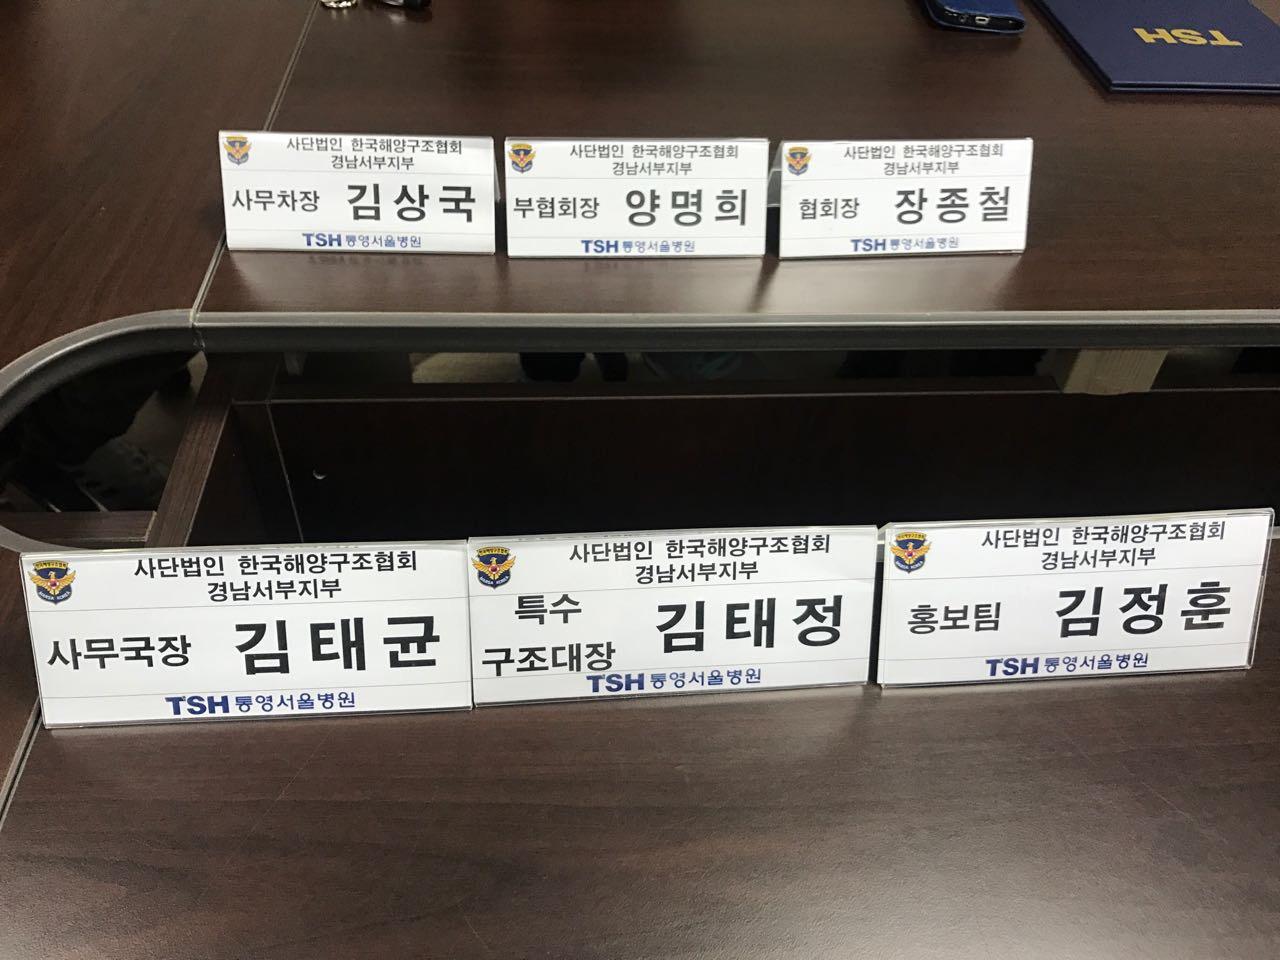 TSH
사단법인 한국해양구조협회
경남서부지부
사무차장 김상국
TSH 통영서울병원
사단법인 한국해양구조협회
경남서부지부
부협회장 양명희
TSH 통영서울병원
사단법인 한국해양구조협회
경남서부지부
협회장 장종철
TSH 통영서울병원
사단법인 한국해양구조협회
경남서부지부
사무국장 김태균
TSH 통영서울병원
사단법인 한국해양구조협회
경남서부지부
특수
구조대장 김태정
TSH 통영서울병원
사단법인 한국해양구조협회
경남서부지부
홍보팀 김정훈
TSH 통영서울병원